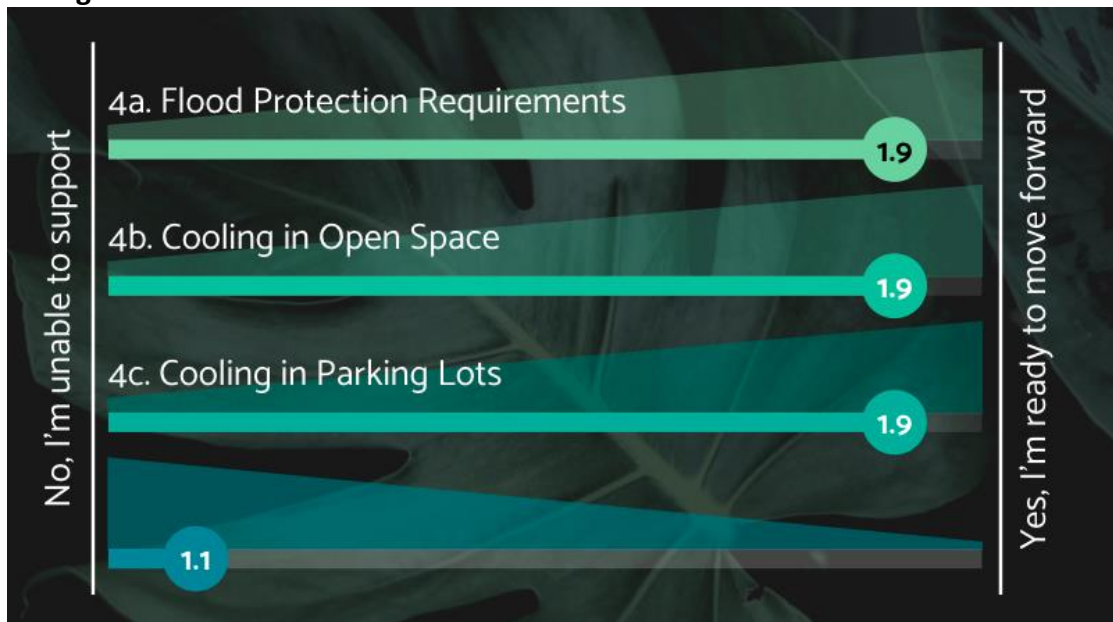 No, I'm unable to support
4a. Flood Protection Requirements
1.9
4b. Cooling in Open Space
1.9
4c. Cooling in Parking Lots
1.9
1.1
Yes, I'm ready to move forward